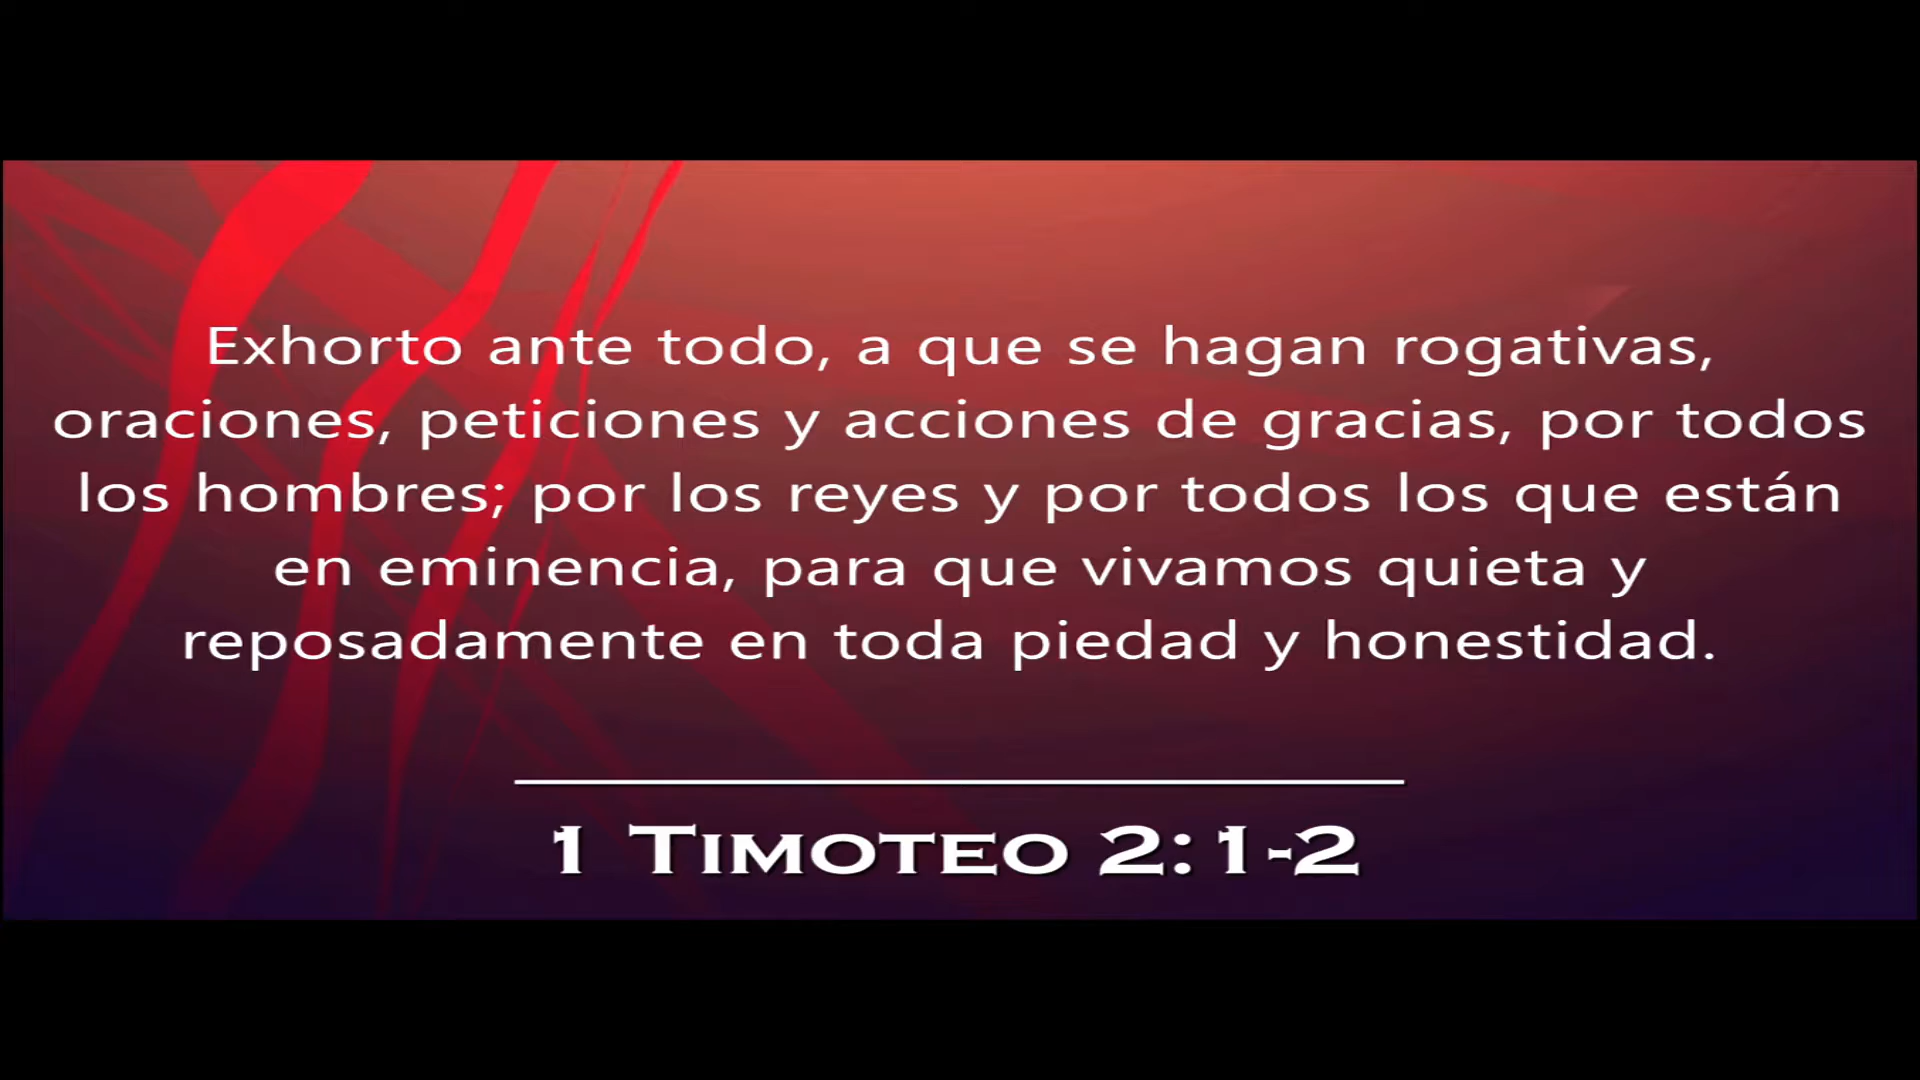 Exhorto ante todo, a que se hagan rogativas,
oraciones, peticiones y acciones de gracias, por todos
los hombres; por los reyes y por todos los que están
en eminencia, para que vivamos quieta y
reposadamente en toda piedad y honestidad.
1 Timoteo 2:1-2